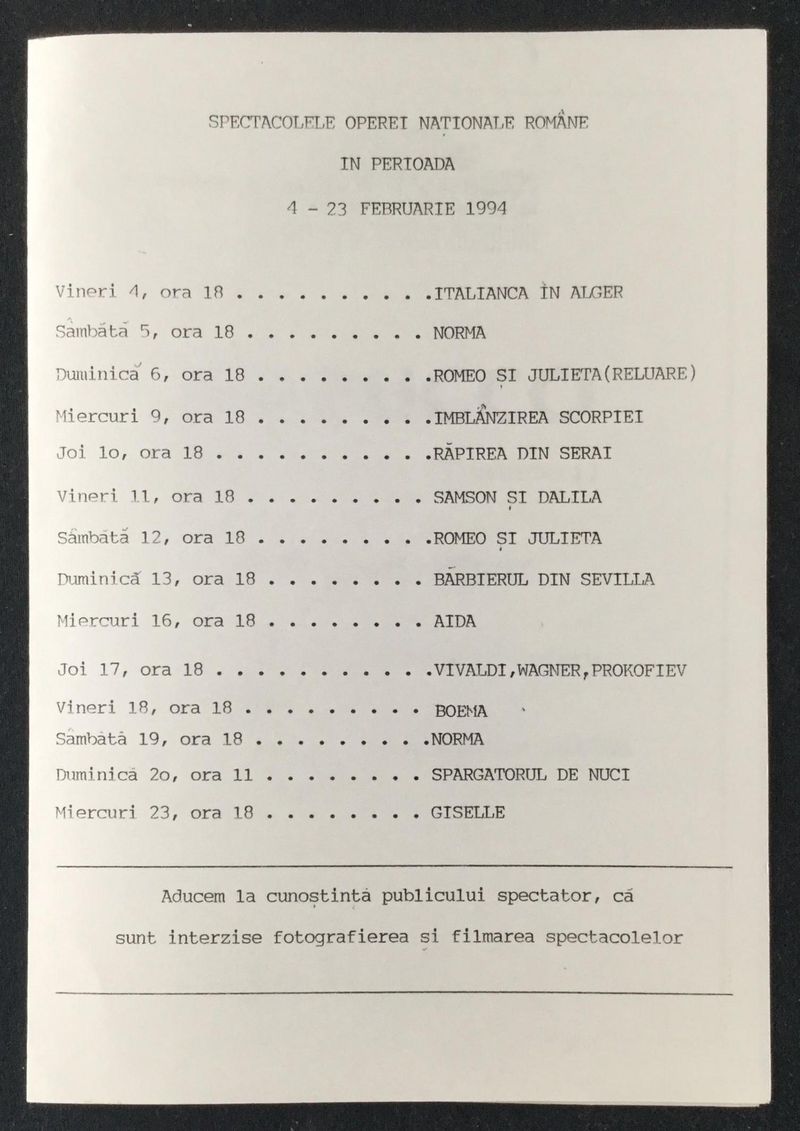 SPECTACOLELE OPEREI NAȚIONALE ROMÂNE
IN PERIOADA
4 - 23 FEBRUARIE 1994
Vineri 4, ora 18 . . . . . . . . . .ITALIANCA ÎN ALGER
Sâmbătă 5, ora 18 . . . . . . . . . NORMA
Duminică 6, ora 18 . . . . . . . . .ROMEO ȘI JULIETA(RELUARE)
Miercuri 9, ora 18 . . . . . . . . .IMBLÂNZIREA SCORPIEI
Joi 1o, ora 18 . . . . . . . . . . .RĂPIREA DIN SERAI
Vineri 11, ora 18 . . . . . . . . . SAMSON ȘI DALILA
Sâmbătă 12, ora 18 . . . . . . . . .ROMEO ȘI JULIETA
Duminică 13, ora 18 . . . . . . . . BĂRBIERUL DIN SEVILLA
Miercuri 16, ora 18 . . . . . . . . AIDA
Joi 17, ora 18 . . . . . . . . . . .VIVALDI,WAGNER,PROKOFIEV
Vineri 18, ora 18 . . . . . . . . . BOEMA
Sâmbătă 19, ora 18 . . . . . . . . .NORMA
Duminică 2o, ora 11 . . . . . . . . SPARGATORUL DE NUCI
Miercuri 23, ora 18 . . . . . . . . GISELLE
Aducem la cunoștință publicului spectator, că
sunt interzise fotografierea și filmarea spectacolelor